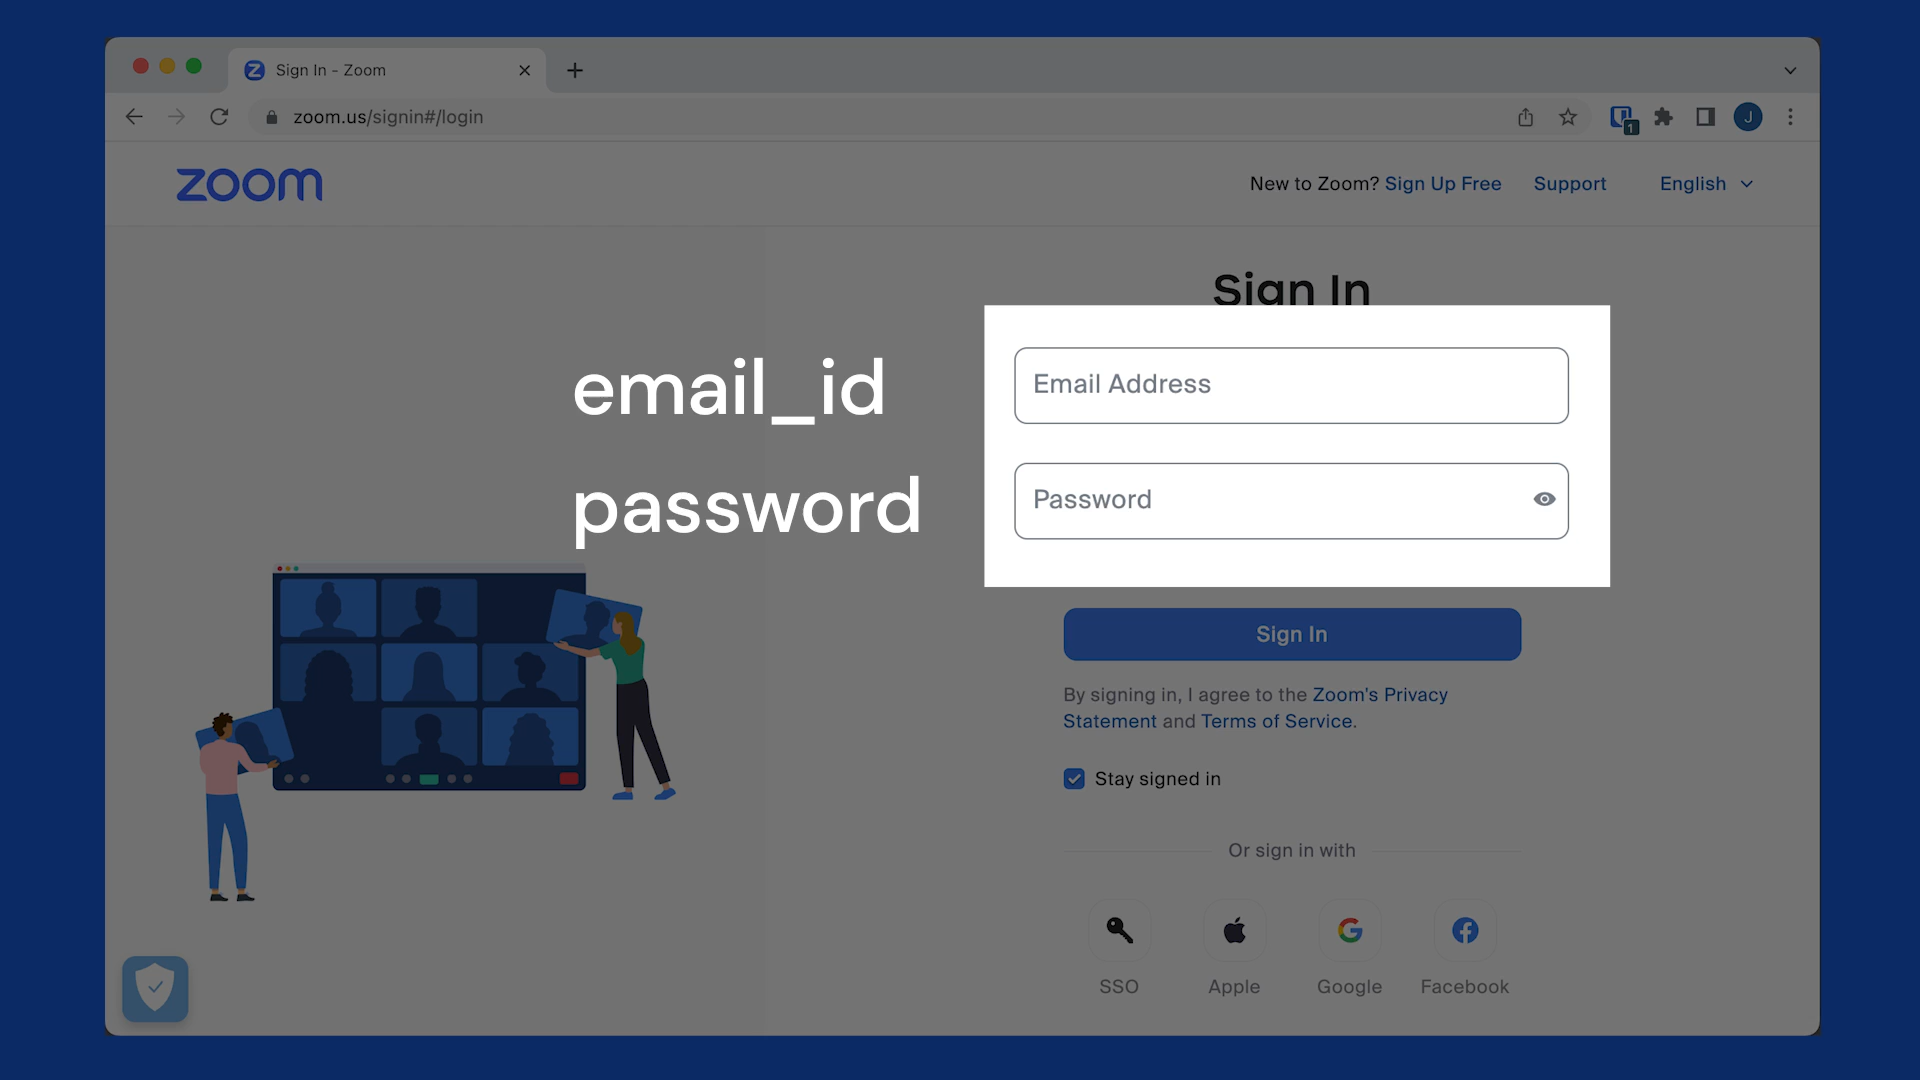 Sign In - Zoom
zoom.us/signin#/login
1
J
zoom
New to Zoom? Sign Up Free
Support
English
Sign In
email_id
Email Address
password
Password
Sign In
By signing in, I agree to the Zoom's Privacy
Statement and Terms of Service.
Stay signed in
Or sign in with
SSO
Apple
Google
Facebook